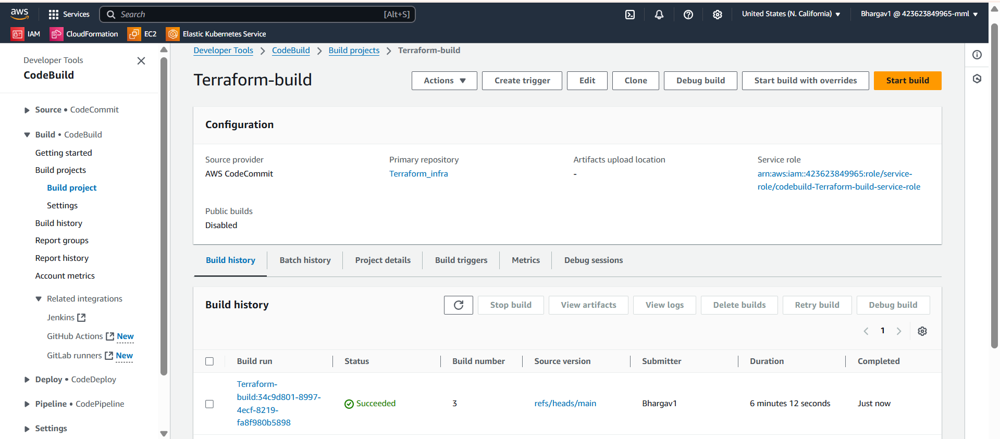 aws
Services
Search
[Alt+S]
United States (N. California)
Bhargav1 @ 423623849965-mml
IAM
CloudFormation
EC2
Elastic Kubernetes Service
Developer Tools
CodeBuild
Source • CodeCommit
Build • CodeBuild
Getting started
Build projects
Build project
Settings
Build history
Report groups
Report history
Account metrics
Related integrations
Jenkins
GitHub Actions New
GitLab runners New
Deploy • CodeDeploy
Pipeline • CodePipeline
Settings
Developer Tools > CodeBuild > Build projects > Terraform-build
Terraform-build
Actions
Create trigger
Edit
Clone
Debug build
Start build with overrides
Start build
Configuration
Source provider
AWS CodeCommit
Primary repository
Terraform_infra
Artifacts upload location
-
Service role
arn:aws:iam::423623849965:role/service-
role/codebuild-Terraform-build-service-role
Public builds
Disabled
Build history
Batch history
Project details
Build triggers
Metrics
Debug sessions
Build history
Stop build
View artifacts
View logs
Delete builds
Retry build
Debug build
1
Build run
Status
Build number
Source version
Submitter
Duration
Completed
Terraform-
build:34c9d801-8997-
4ecf-8219-
fa8f980b5898
Succeeded
3
refs/heads/main
Bhargav1
6 minutes 12 seconds
Just now